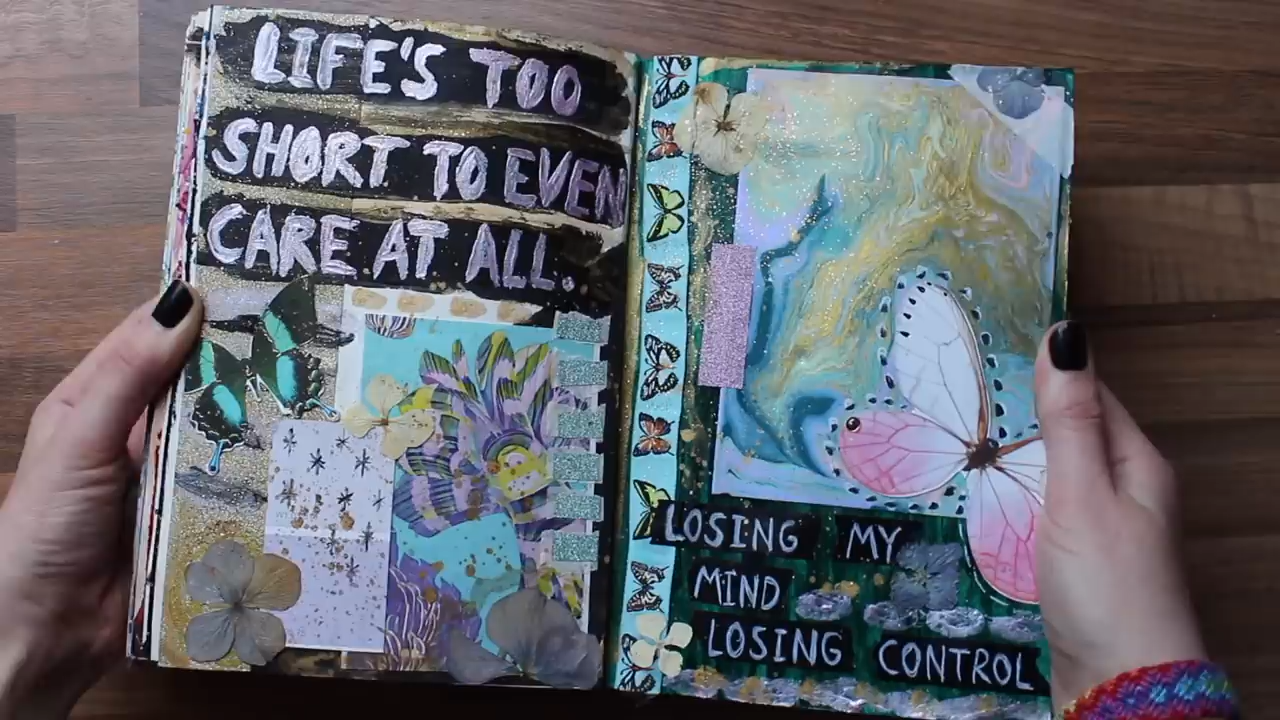 LIFE'S TOO
SHORT TO EVEN
CARE AT ALL.
LOSING MY
MIND
LOSING CONTROL